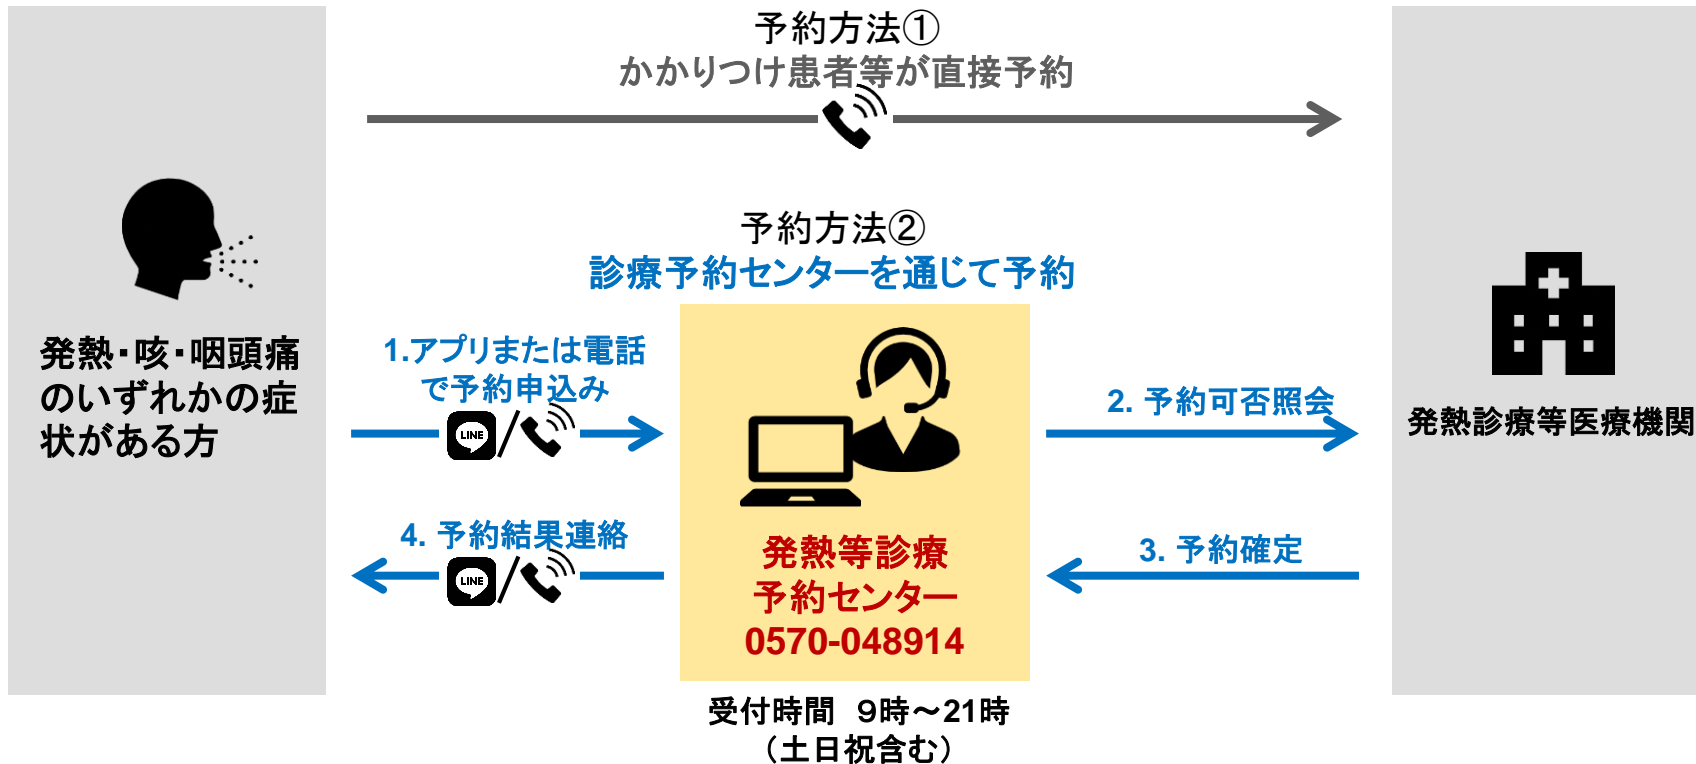 予約方法①
かかりつけ患者等が直接予約
予約方法②
診療予約センターを通じて予約
発熱・咳・咽頭痛
のいずれかの症
状がある方
1.アプリまたは電話
で予約申込み
LINE
2. 予約可否照会
発熱診療等医療機関
4. 予約結果連絡
LINE
3. 予約確定
発熱等診療
予約センター
0570-048914
受付時間　９時～21時
（土日祝含む）